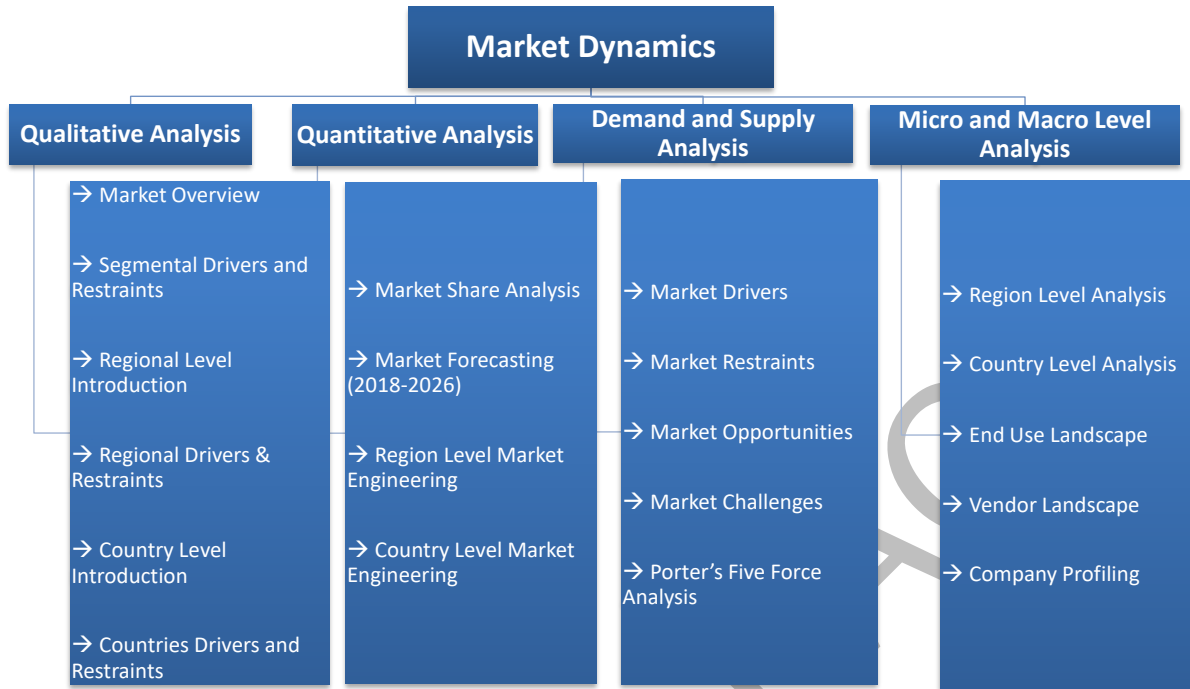 Market Dynamics
Qualitative Analysis
→ Market Overview
→ Segmental Drivers and
Restraints
→ Regional Level
Introduction
→ Regional Drivers &
Restraints
→ Country Level
Introduction
→ Countries Drivers and
Restraints
Quantitative Analysis
→ Market Share Analysis
→ Market Forecasting
(2018-2026)
→ Region Level Market
Engineering
→ Country Level Market
Engineering
Demand and Supply
Analysis
→ Market Drivers
→ Market Restraints
→ Market Opportunities
→ Market Challenges
→ Porter’s Five Force
Analysis
Micro and Macro Level
Analysis
→ Region Level Analysis
→ Country Level Analysis
→ End Use Landscape
→ Vendor Landscape
→ Company Profiling